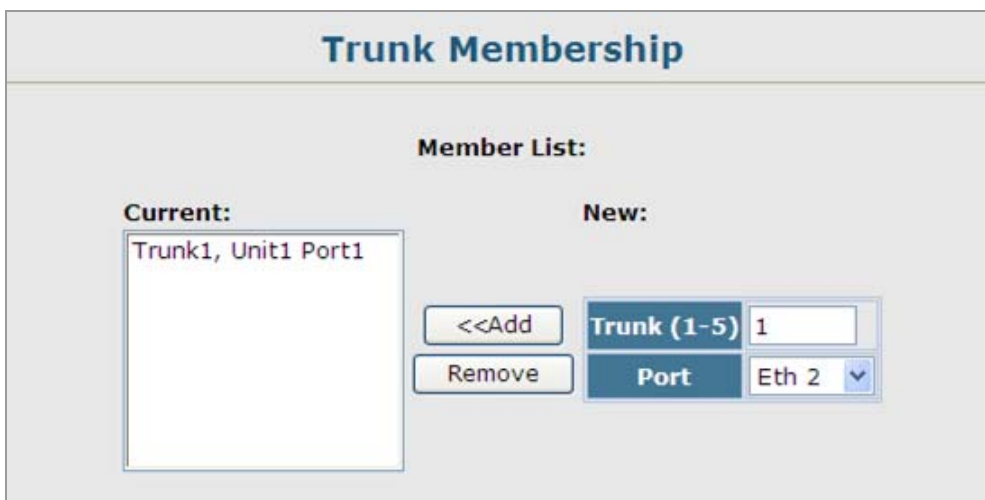 Trunk Membership
Member List:
Current:
New:
Trunk1, Unit1 Port1
<<Add
Trunk (1-5) 1
Remove
Port Eth 2